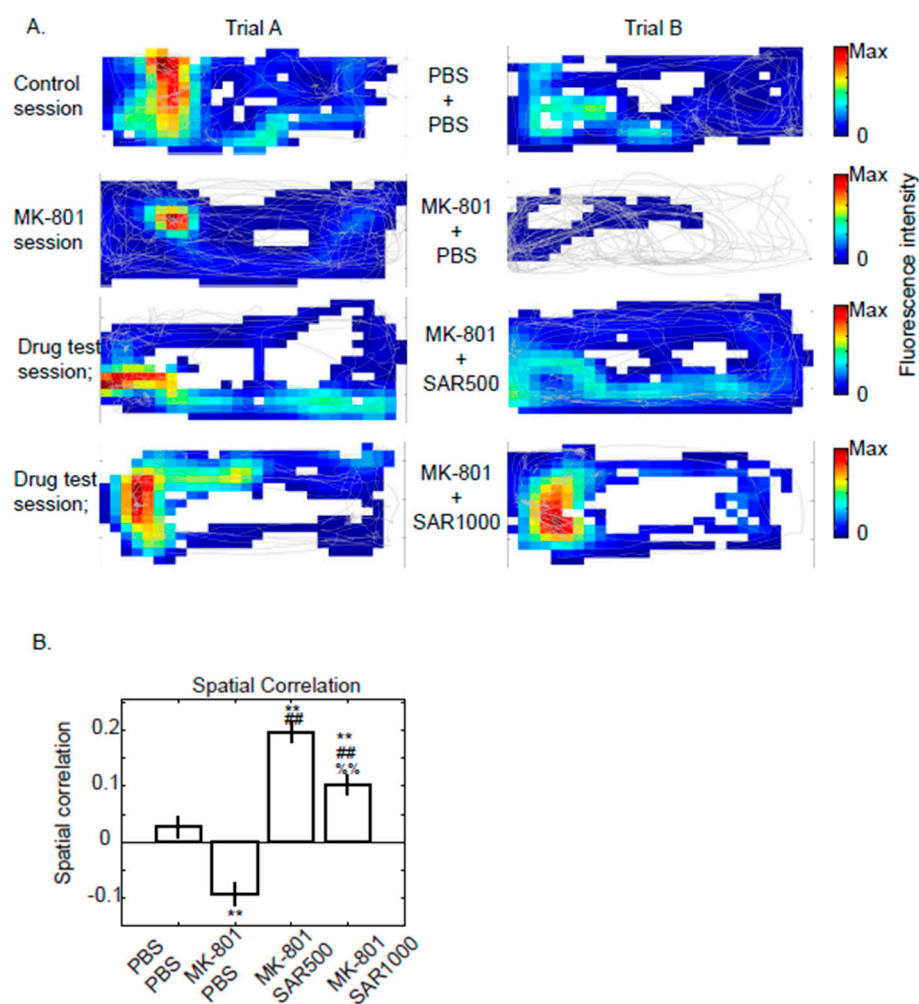 A.
Trial A
Trial B
Control
session
PBS
+
PBS
Max
0
MK-801
session
MK-801
+
PBS
Max
0
Drug test
session;
MK-801
+
SAR500
Max
0
Drug test
session;
MK-801
+
SAR1000
Max
0
Fluorescence intensity
B.
Spatial Correlation
Spatial correlation
0.2
0.1
0
-0.1
**
**
##
**
##
%%
PBS
PBS
MK-801
PBS
MK-801
SAR500
MK-801
SAR1000